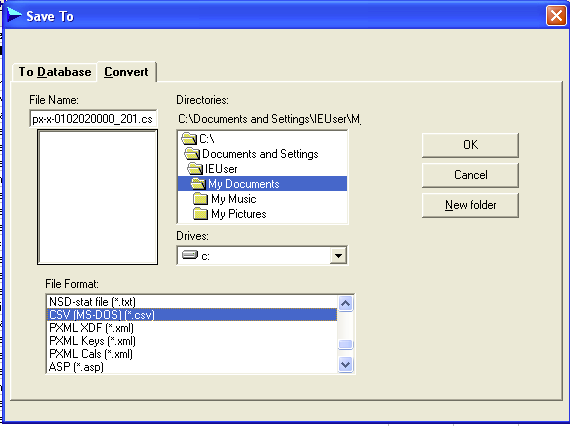 Save To
To Database
Convert
File Name:
px-x-0102020000_201.cs
Directories:
C:\Documents and Settings\IEUser\M
C:\
Documents and Settings
IEUser
My Documents
My Music
My Pictures
Drives:
c:
OK
Cancel
New folder
File Format:
NSD-stat file (*.txt)
CSV (MS-DOS) (*.csv)
PXML XDF (*.xml)
PXML Keys (*.xml)
PXML Cals (*.xml)
ASP (*.asp)